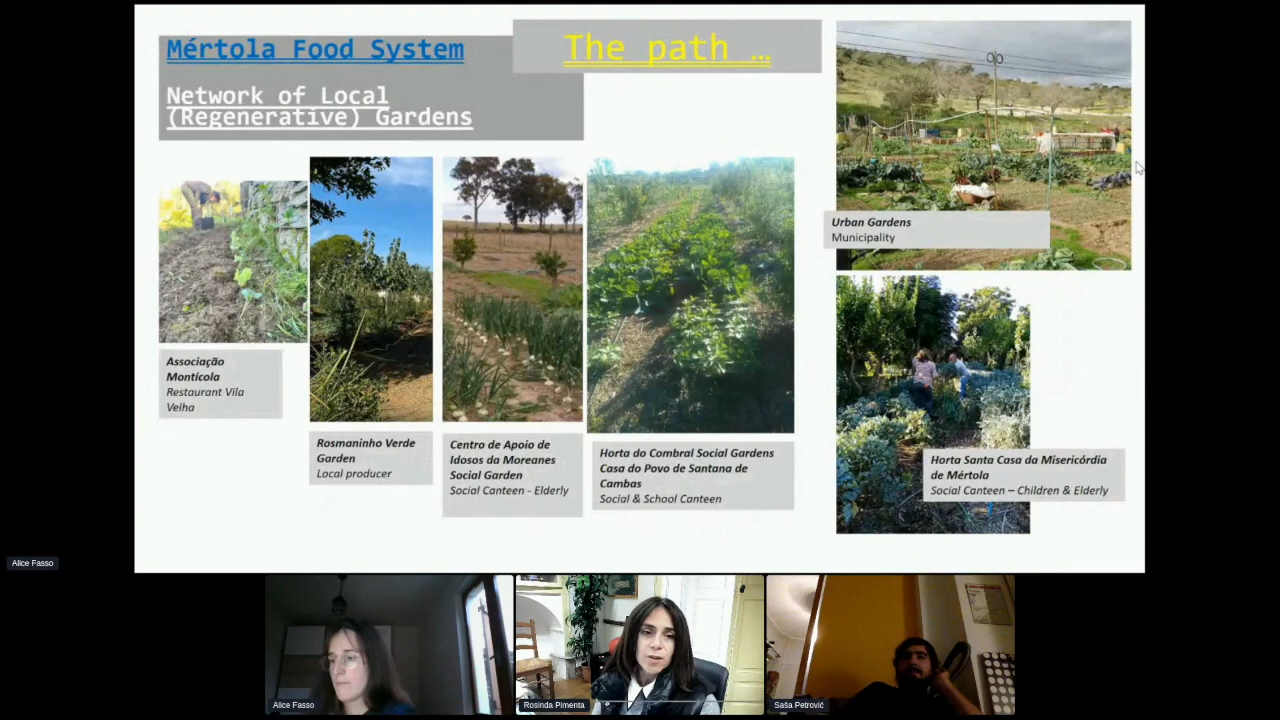 Mértola Food System
The path …
Network of Local
(Regenerative) Gardens
Urban Gardens
Municipality
Associação
Montícola
Restaurant Vila
Velha
Rosmaninho Verde
Garden
Local producer
Centro de Apoio de
Idosos da Moreanes
Social Garden
Social Canteen - Elderly
Horta do Combral Social Gardens
Casa do Povo de Santana de
Cambas
Social & School Canteen
Horta Santa Casa da Misericórdia
de Mértola
Social Canteen – Children & Elderly
Alice Fasso
Alice Fasso
Rosinda Pimenta
Saša Petrović